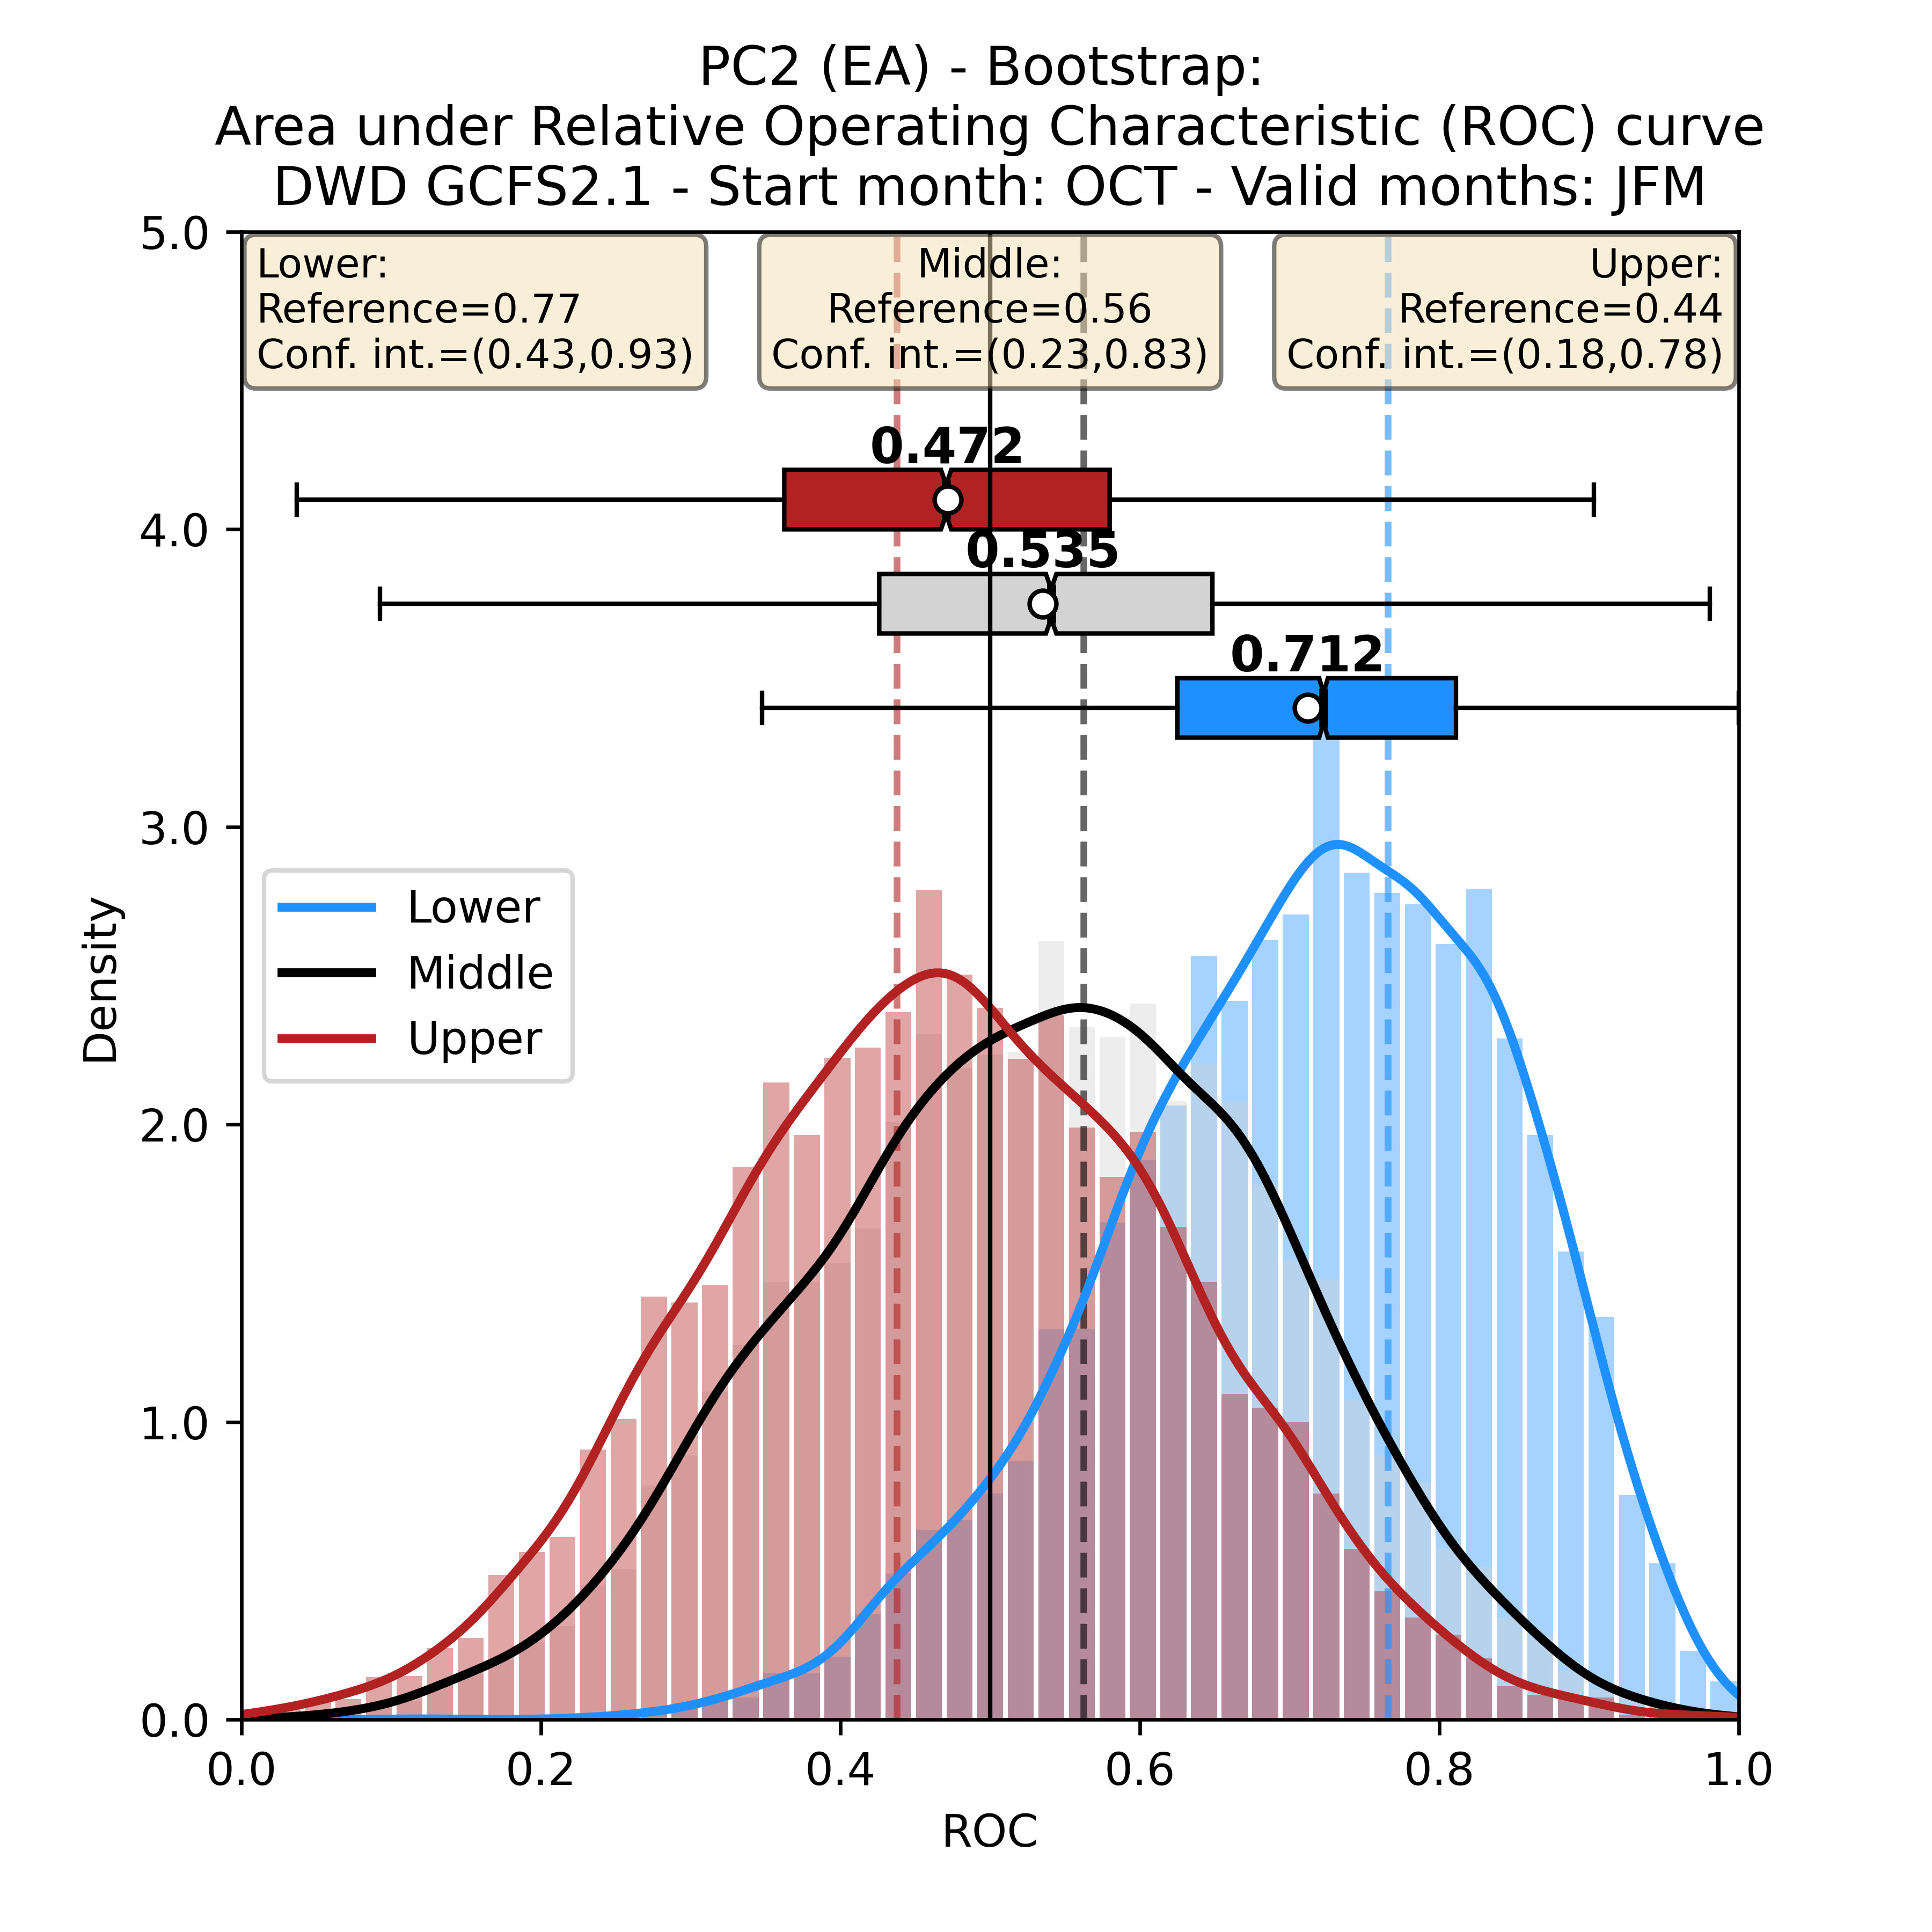 PC2 (EA) - Bootstrap:
Area under Relative Operating Characteristic (ROC) curve
DWD GCFS2.1 - Start month: OCT - Valid months: JFM
Lower:
Reference=0.77
Conf. int.=(0.43,0.93)
Middle:
Reference=0.56
Conf. int.=(0.23,0.83)
Upper:
Reference=0.44
Conf. int.=(0.18,0.78)
0.472
0.535
0.712
5.0
4.0
3.0
2.0
1.0
0.0
Density
Lower
Middle
Upper
0.0 0.2 0.4 0.6 0.8 1.0
ROC